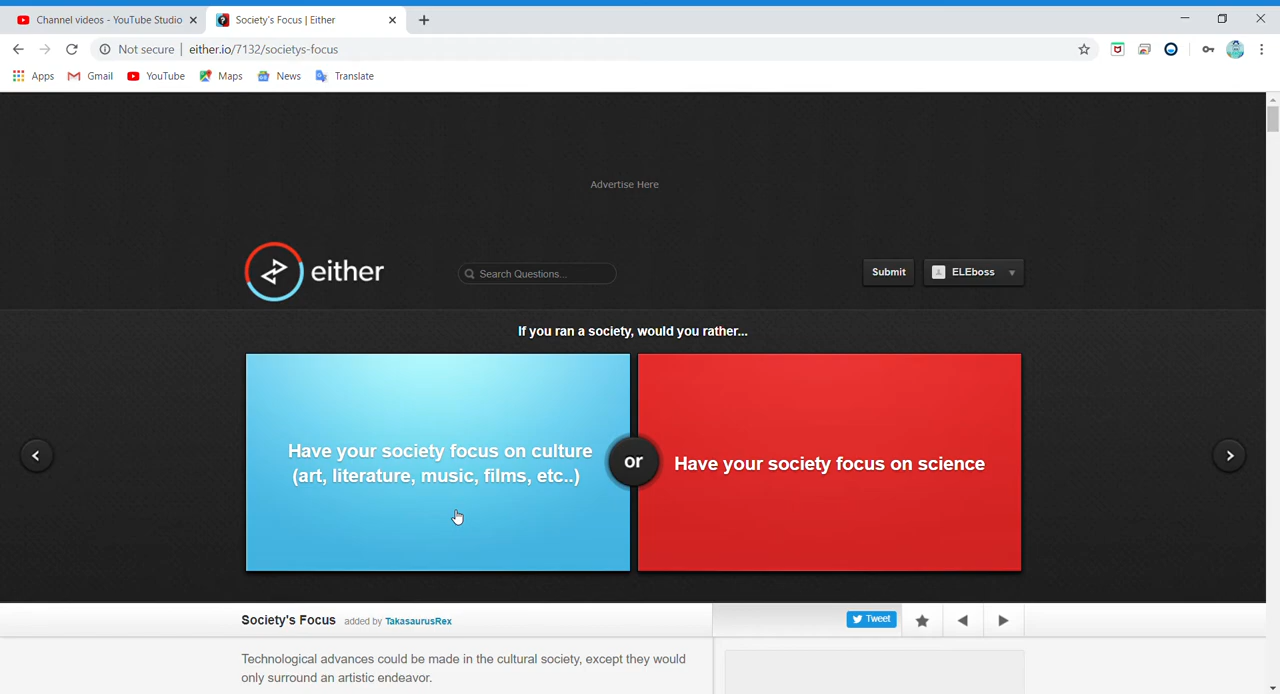 Channel videos - YouTube Studio
Society's Focus | Either
Not secure | either.io/7132/societys-focus
Apps Gmail YouTube Maps News Translate
Advertise Here
either
Search Questions...
Submit
ELEboss
If you ran a society, would you rather...
Have your society focus on culture
(art, literature, music, films, etc..)
or
Have your society focus on science
Society's Focus added by TakasaurusRex
Tweet
Technological advances could be made in the cultural society, except they would
only surround an artistic endeavor.